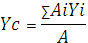 Yc = ∑AiYi / A